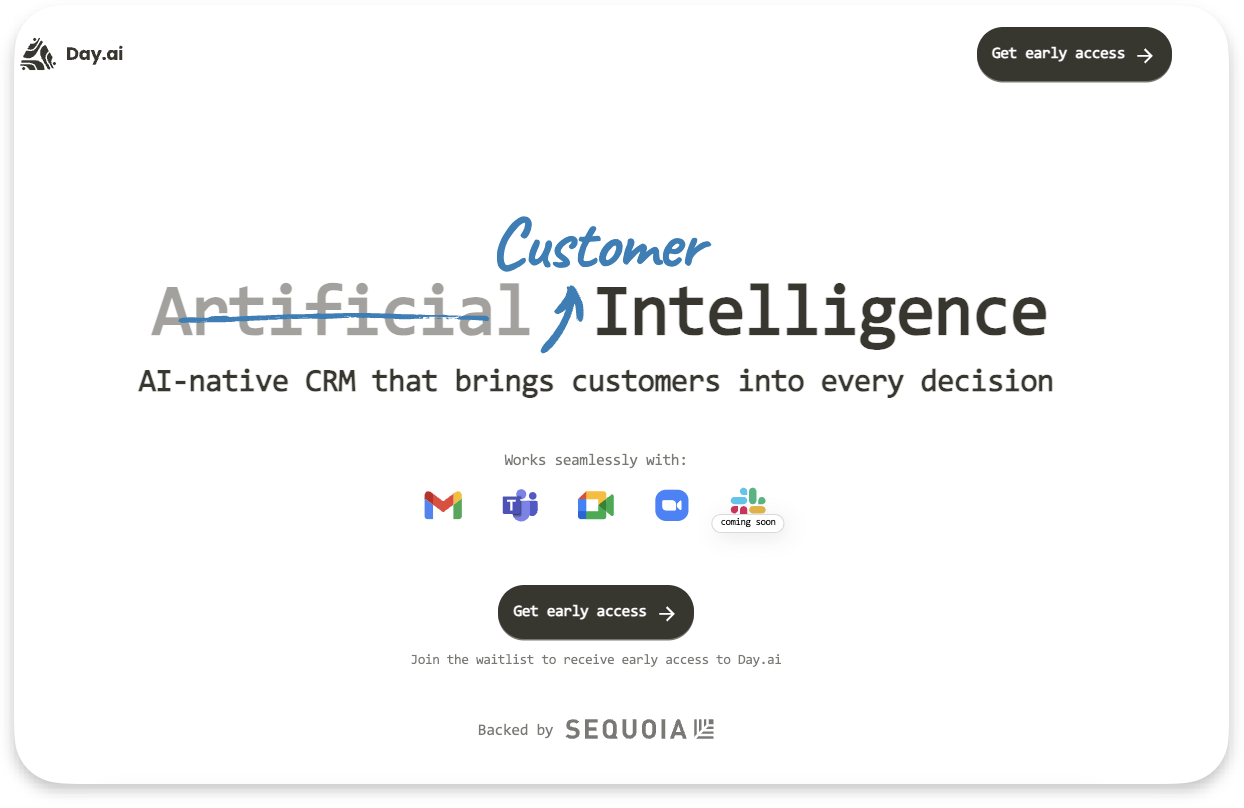 Day.ai
Get early access
Customer
Artificial Intelligence
AI-native CRM that brings customers into every decision
Works seamlessly with:
T
coming soon
Get early access
Join the waitlist to receive early access to Day.ai
Backed by SEQUOIA